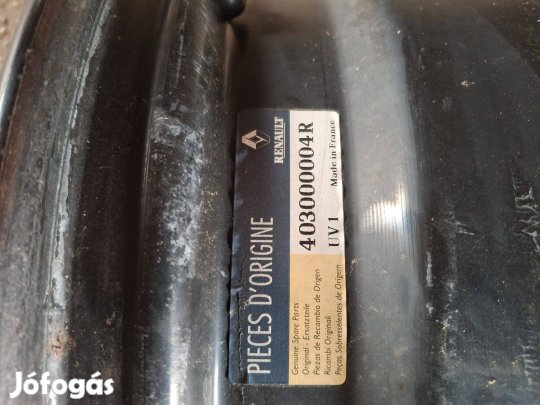 RENAULT
PIECES D'ORIGINE
403000004R
UV1 Made in France
Genuine Spare Parts
Original - Ersatzteile
Piezas de Recambio de Origen
Ricambi Originali
Peças Sobresselentes de Origem
Jófogás